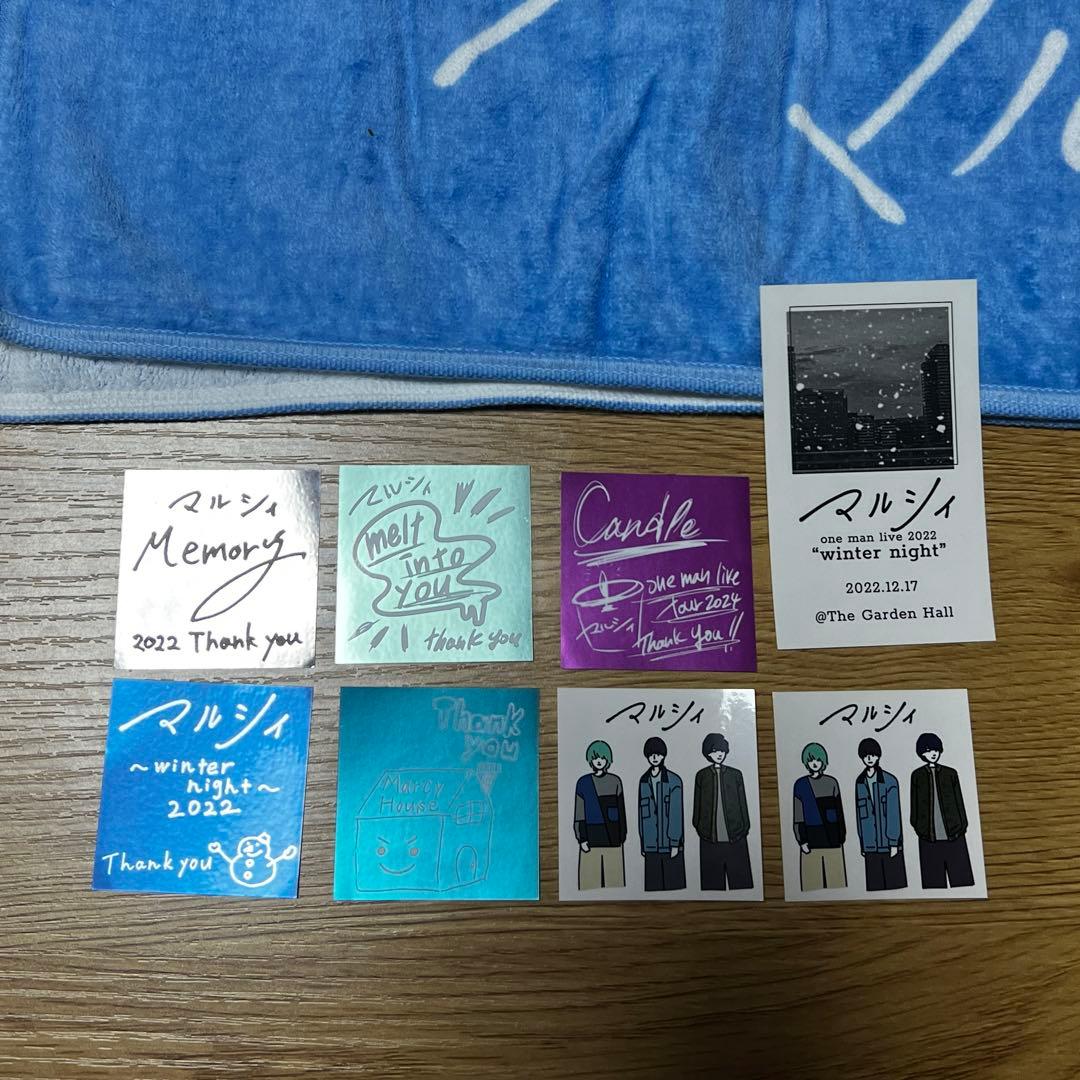 マルシィ
Memory
2022 Thank you
マルシィ
melt
into
you
thank you
Candle
one man live
tour 2024
マルシィ
Thank you!!
マルシィ
one man live 2022
“winter night”
2022.12.17
@The Garden Hall
マルシィ
~winter
night~
2022
Thank you
Thank
you
Marcy
House
マルシィ
マルシィ